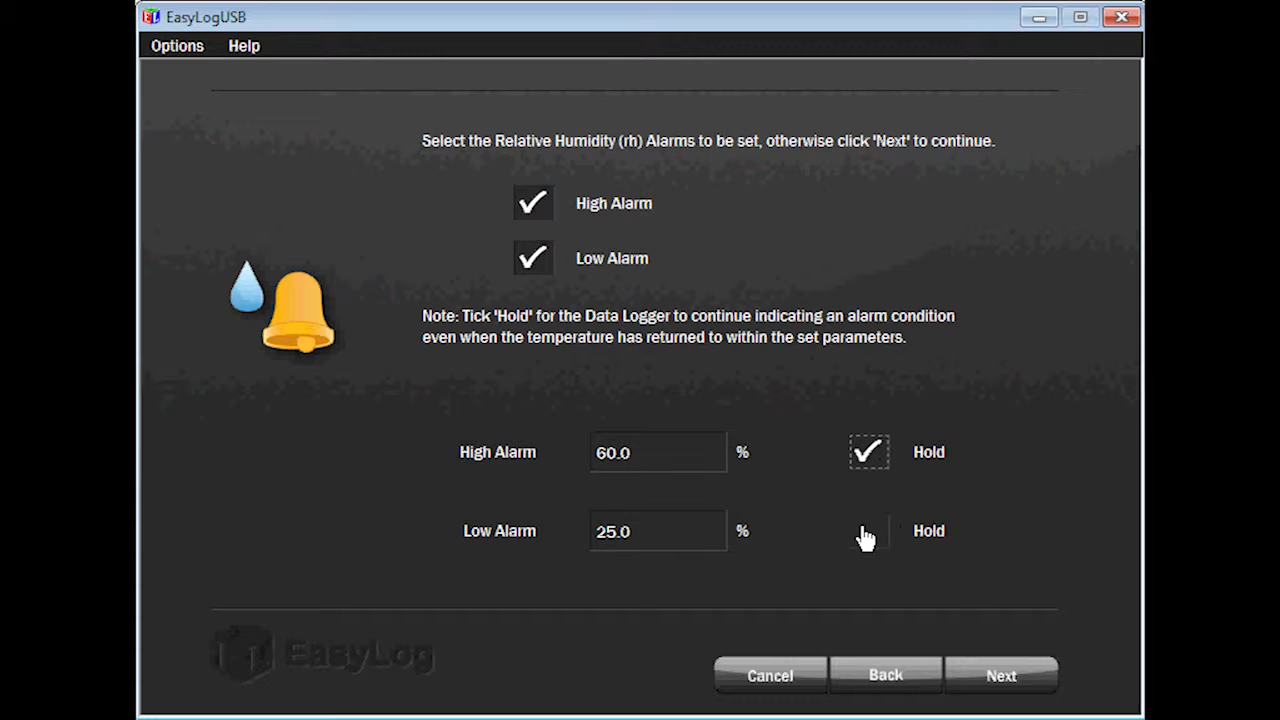 EasyLogUSB
Options Help
Select the Relative Humidity (rh) Alarms to be set, otherwise click 'Next' to continue.
High Alarm
Low Alarm
Note: Tick 'Hold' for the Data Logger to continue indicating an alarm condition
even when the temperature has returned to within the set parameters.
High Alarm 60.0 % Hold
Low Alarm 25.0 % Hold
EasyLog
Cancel Back Next